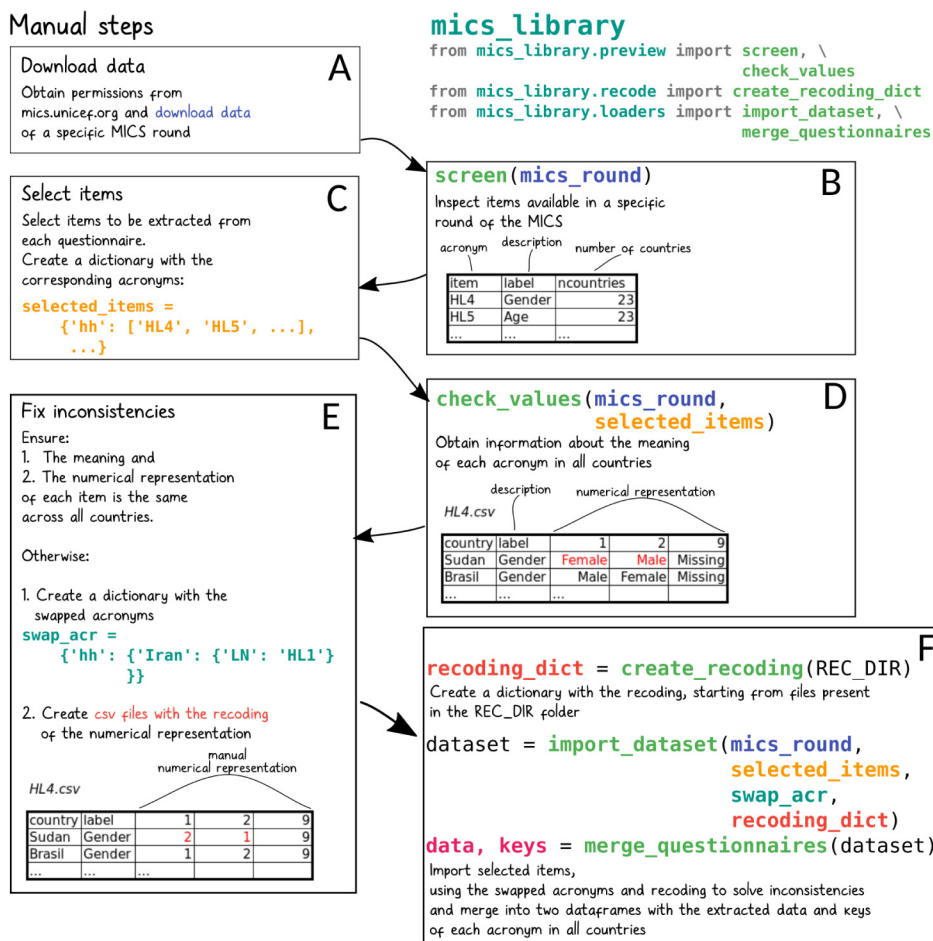 Manual steps
A
Download data
Obtain permissions from
mics.unicef.org and download data
of a specific MICS round
mics_library
from mics_library.preview import screen, \
check_values
from mics_library.recode import create_recoding_dict
from mics_library.loaders import import_dataset, \
merge_questionnaires
B
screen(mics_round)
Inspect items available in a specific
round of the MICS
acronym description number of countries
item label ncountries
HL4 Gender 23
HL5 Age 23
... ... ...
C
Select items
Select items to be extracted from
each questionnaire.
Create a dictionary with the
corresponding acronyms:
selected_items =
{'hh': ['HL4', 'HL5', ...],
...}
D
check_values(mics_round,
selected_items)
Obtain information about the meaning
of each acronym in all countries
description numerical representation
HL4.csv
country label 1 2 9
Sudan Gender Female Male Missing
Brasil Gender Male Female Missing
... ... ...
E
Fix inconsistencies
Ensure:
1. The meaning and
2. The numerical representation
of each item is the same
across all countries.
Otherwise:
1. Create a dictionary with the
swapped acronyms
swap_acr =
{'hh': {'Iran': {'LN': 'HL1'}
}}
2. Create csv files with the recoding
of the numerical representation
manual
numerical representation
HL4.csv
country label 1 2 9
Sudan Gender 2 1 9
Brasil Gender 1 2 9
... ... ...
F
recoding_dict = create_recoding(REC_DIR)
Create a dictionary with the recoding, starting from files present
in the REC_DIR folder
dataset = import_dataset(mics_round,
selected_items,
swap_acr,
recoding_dict)
data, keys = merge_questionnaires(dataset)
Import selected items,
using the swapped acronyms and recoding to solve inconsistencies
and merge into two dataframes with the extracted data and keys
of each acronym in all countries